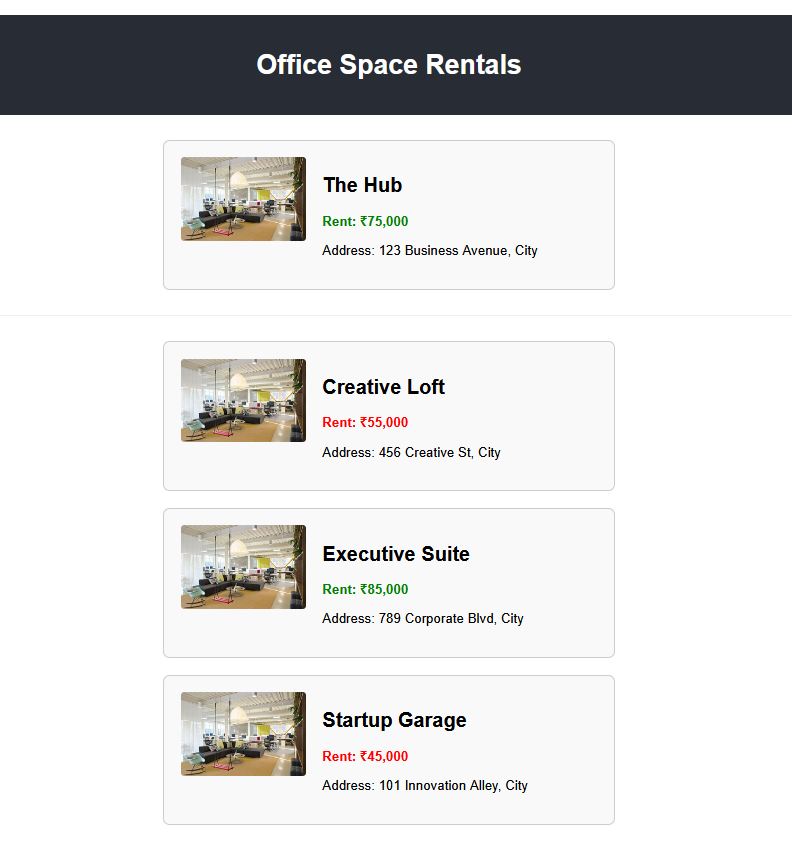 Office Space Rentals
The Hub
Rent: ₹75,000
Address: 123 Business Avenue, City
Creative Loft
Rent: ₹55,000
Address: 456 Creative St, City
Executive Suite
Rent: ₹85,000
Address: 789 Corporate Blvd, City
Startup Garage
Rent: ₹45,000
Address: 101 Innovation Alley, City